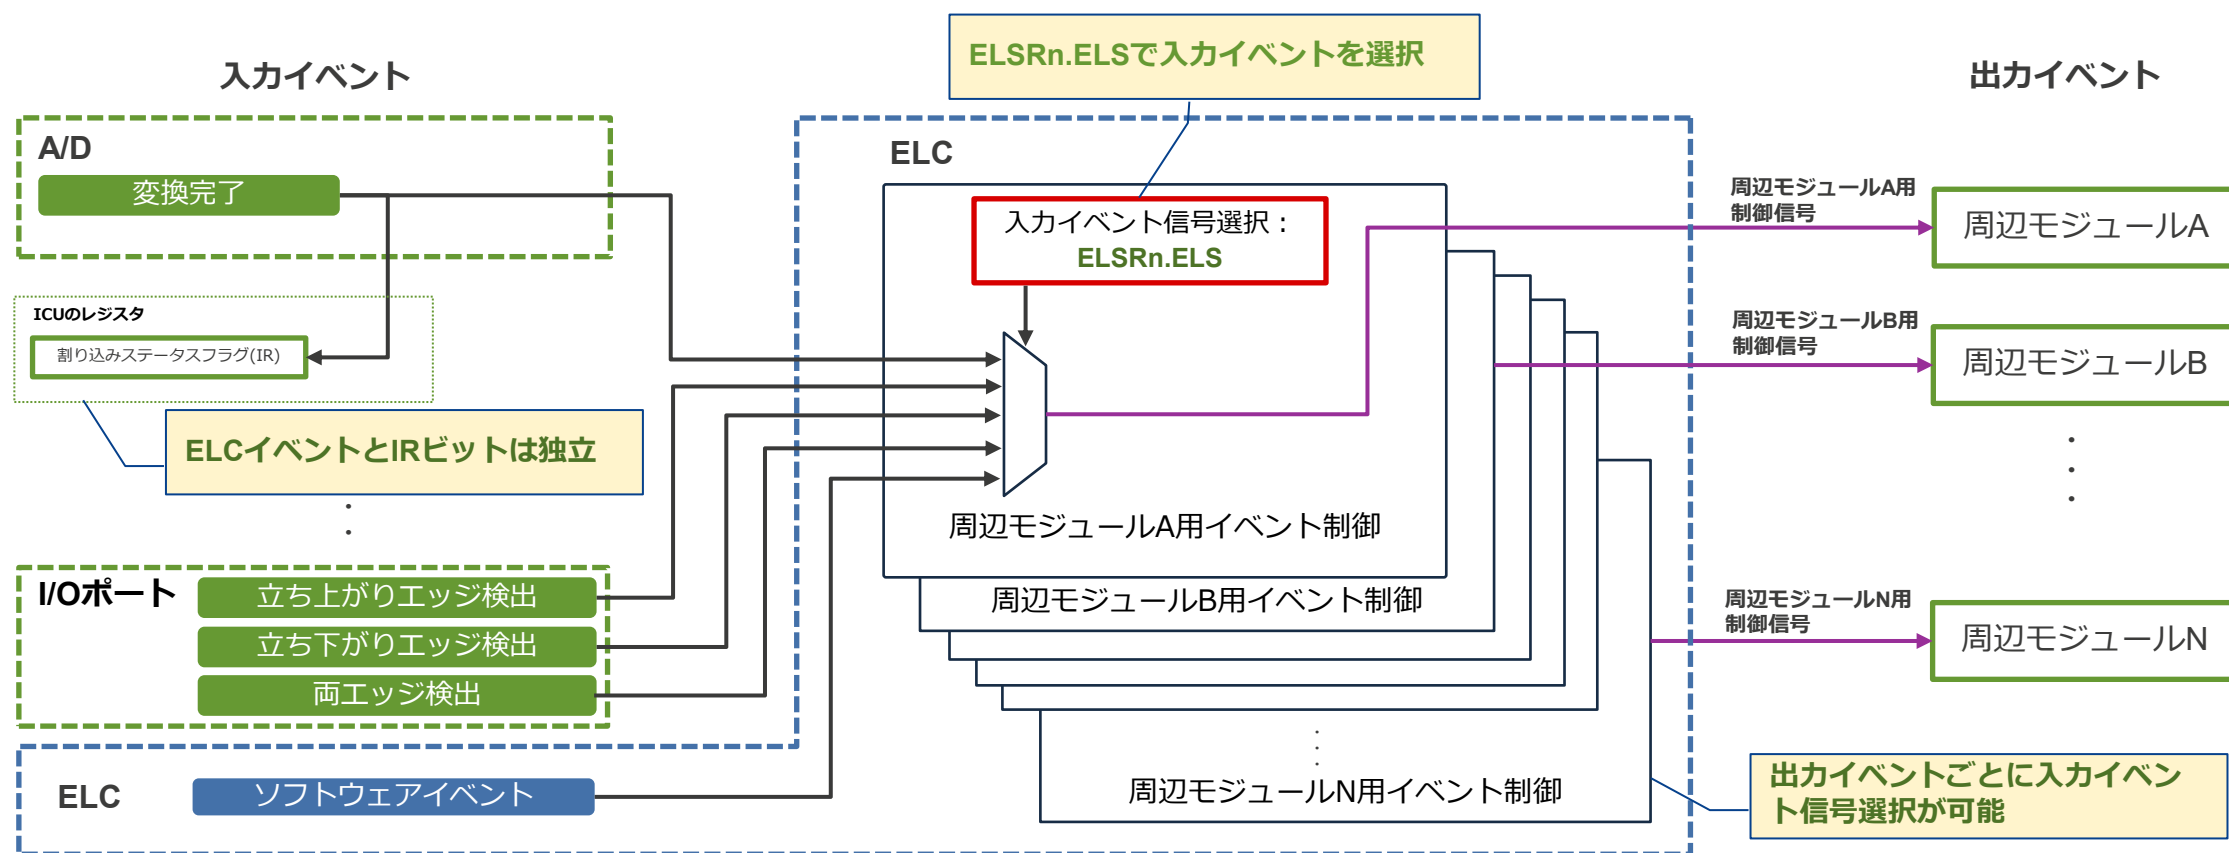 ELSRn.ELSで入力イベントを選択
入力イベント
出力イベント
A/D
変換完了
ELC
入力イベント信号選択：
ELSRn.ELS
周辺モジュールA用
制御信号
周辺モジュールA
ICUのレジスタ
割り込みステータスフラグ(IR)
周辺モジュールB用
制御信号
周辺モジュールB
ELCイベントとIRビットは独立
周辺モジュールA用イベント制御
I/Oポート
立ち上がりエッジ検出
立ち下がりエッジ検出
両エッジ検出
周辺モジュールB用イベント制御
周辺モジュールN用
制御信号
周辺モジュールN
ELC
ソフトウェアイベント
周辺モジュールN用イベント制御
出力イベントごとに入力イベン
ト信号選択が可能